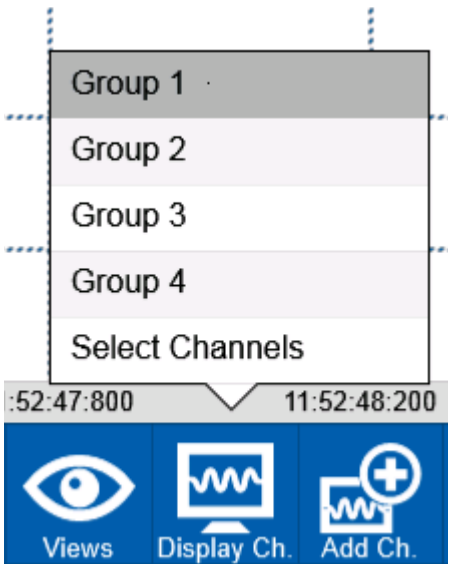 Group 1
Group 2
Group 3
Group 4
Select Channels
:52:47:800 11:52:48:200
Views Display Ch. Add Ch.